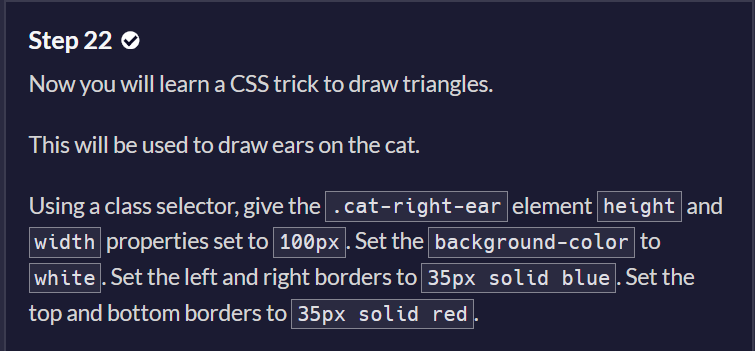 Step 22
Now you will learn a CSS trick to draw triangles.
This will be used to draw ears on the cat.
Using a class selector, give the .cat-right-ear element height and
width properties set to 100px. Set the background-color to
white. Set the left and right borders to 35px solid blue. Set the
top and bottom borders to 35px solid red.